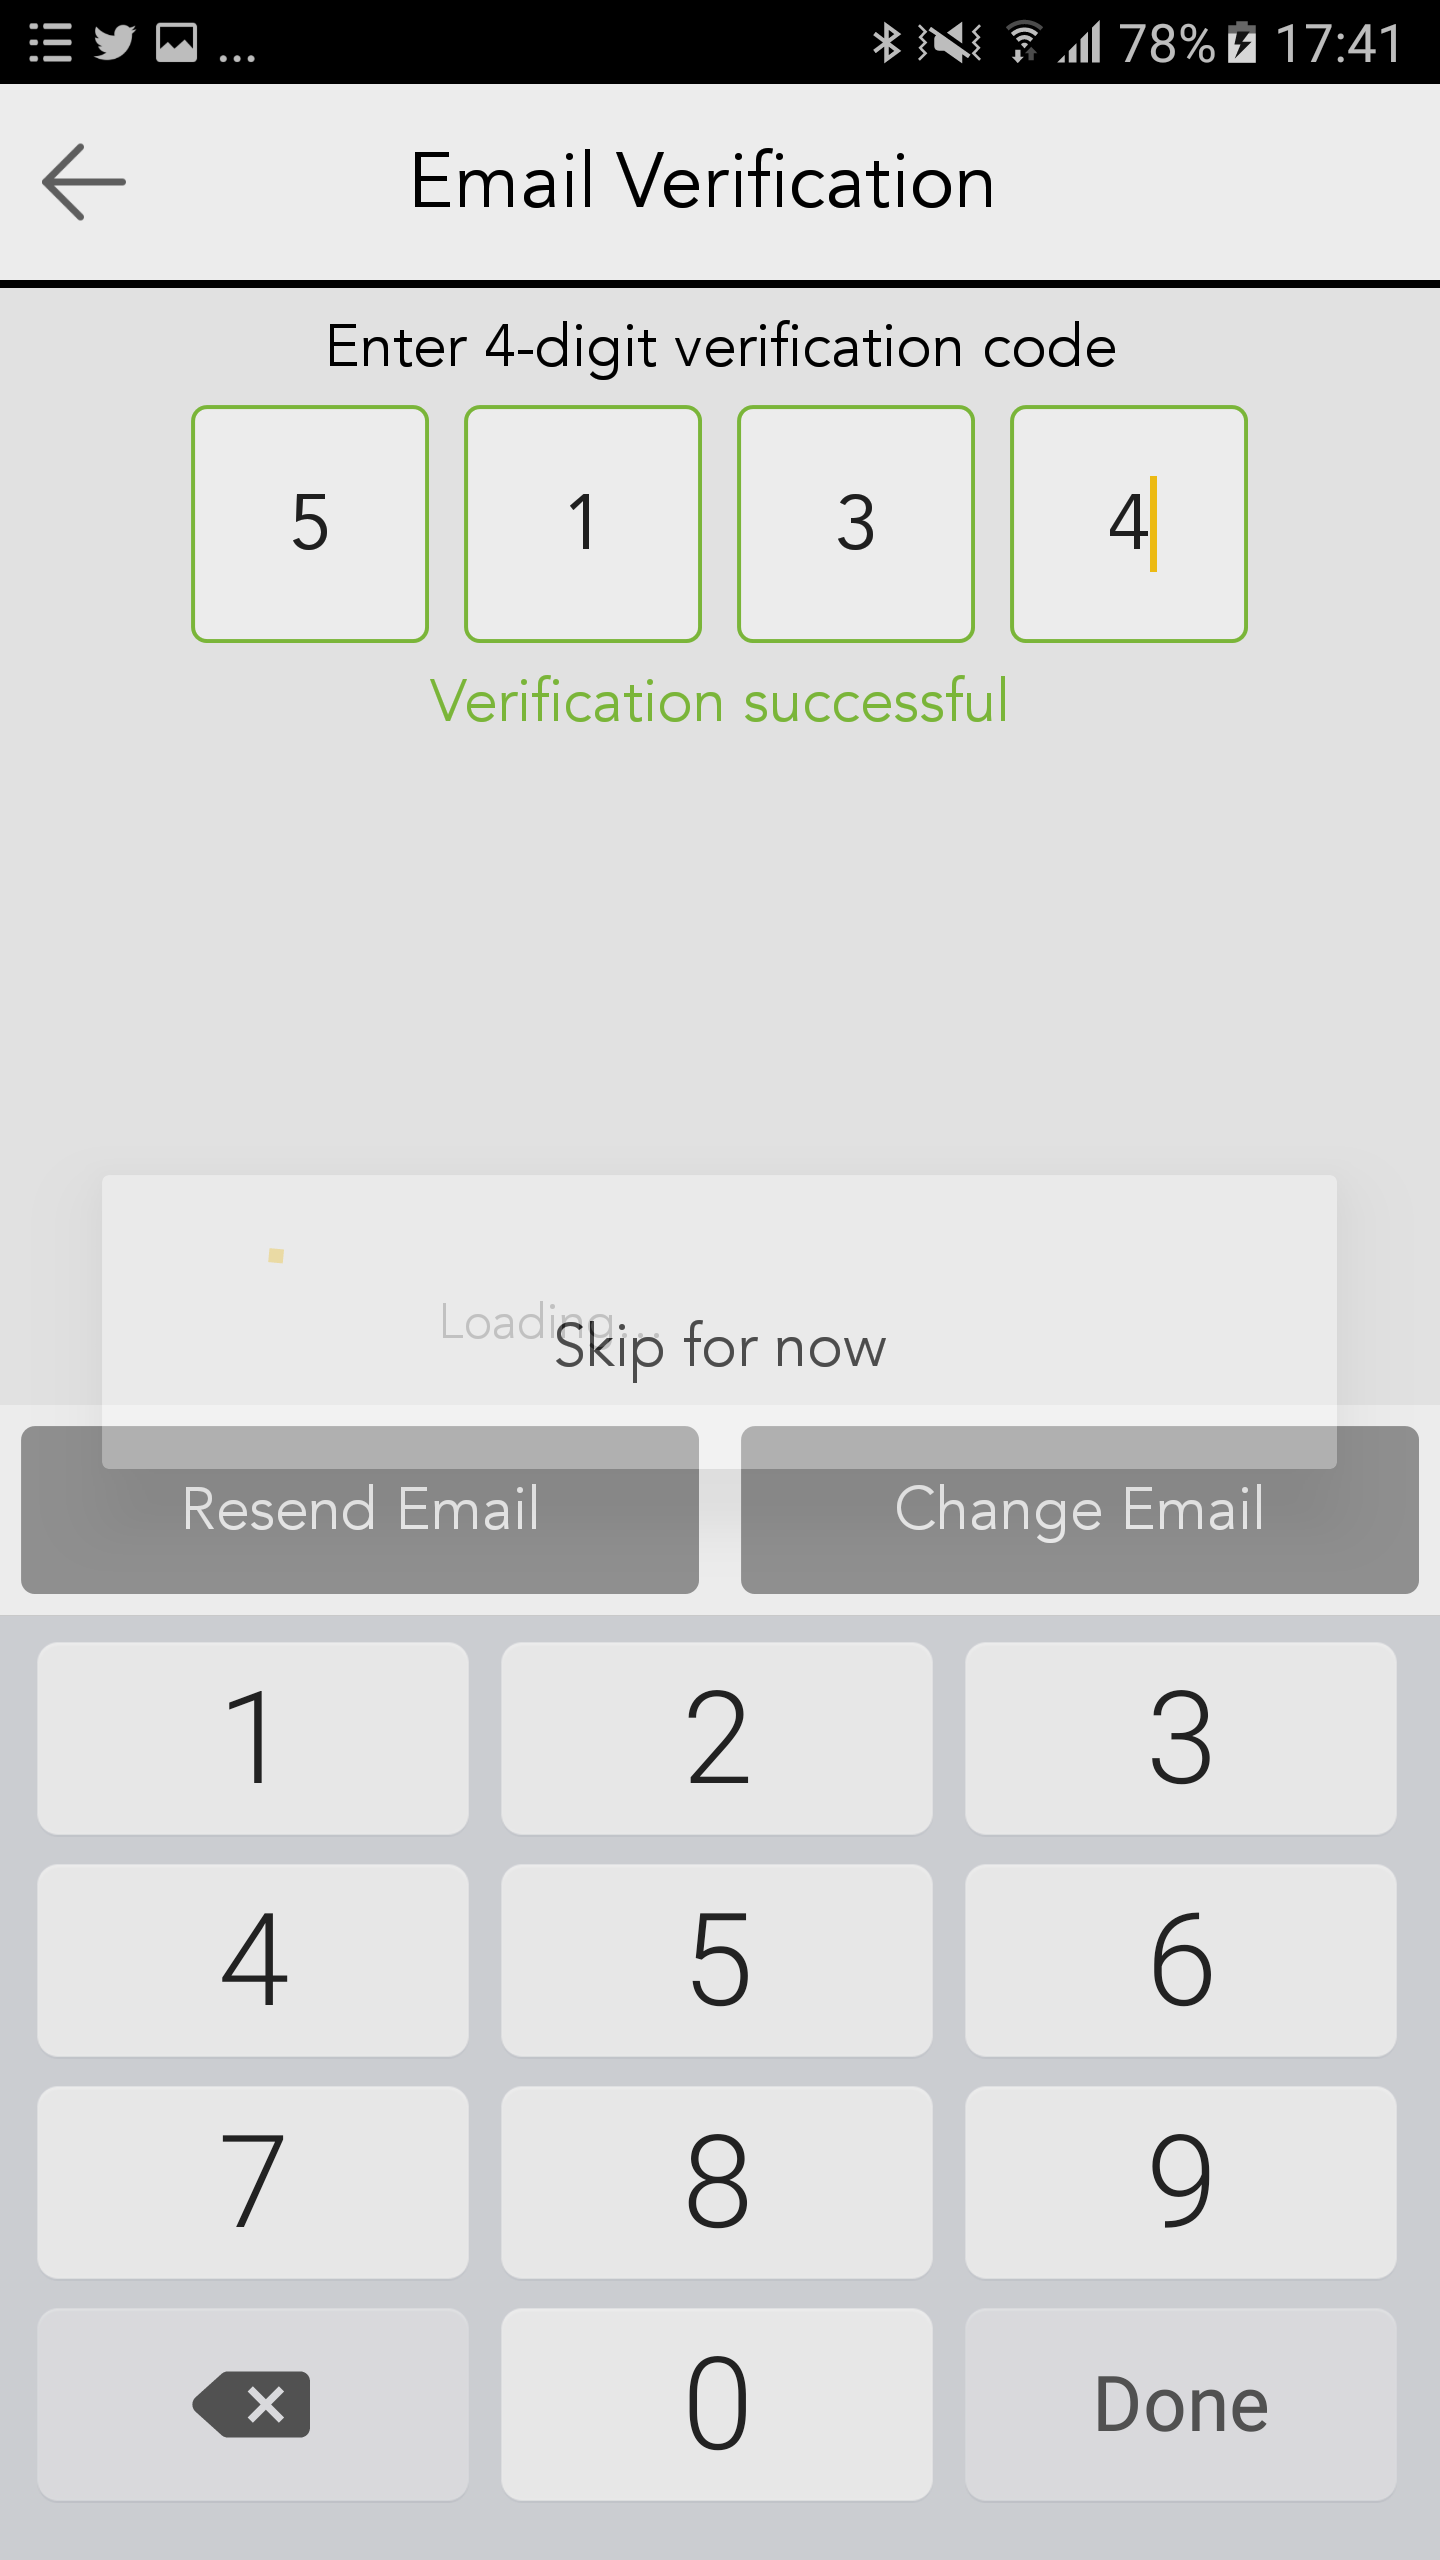 ... 78% 17:41
Email Verification
Enter 4-digit verification code
5 1 3 4
Verification successful
Loading...
Skip for now
Resend Email Change Email
1 2 3
4 5 6
7 8 9
0 Done